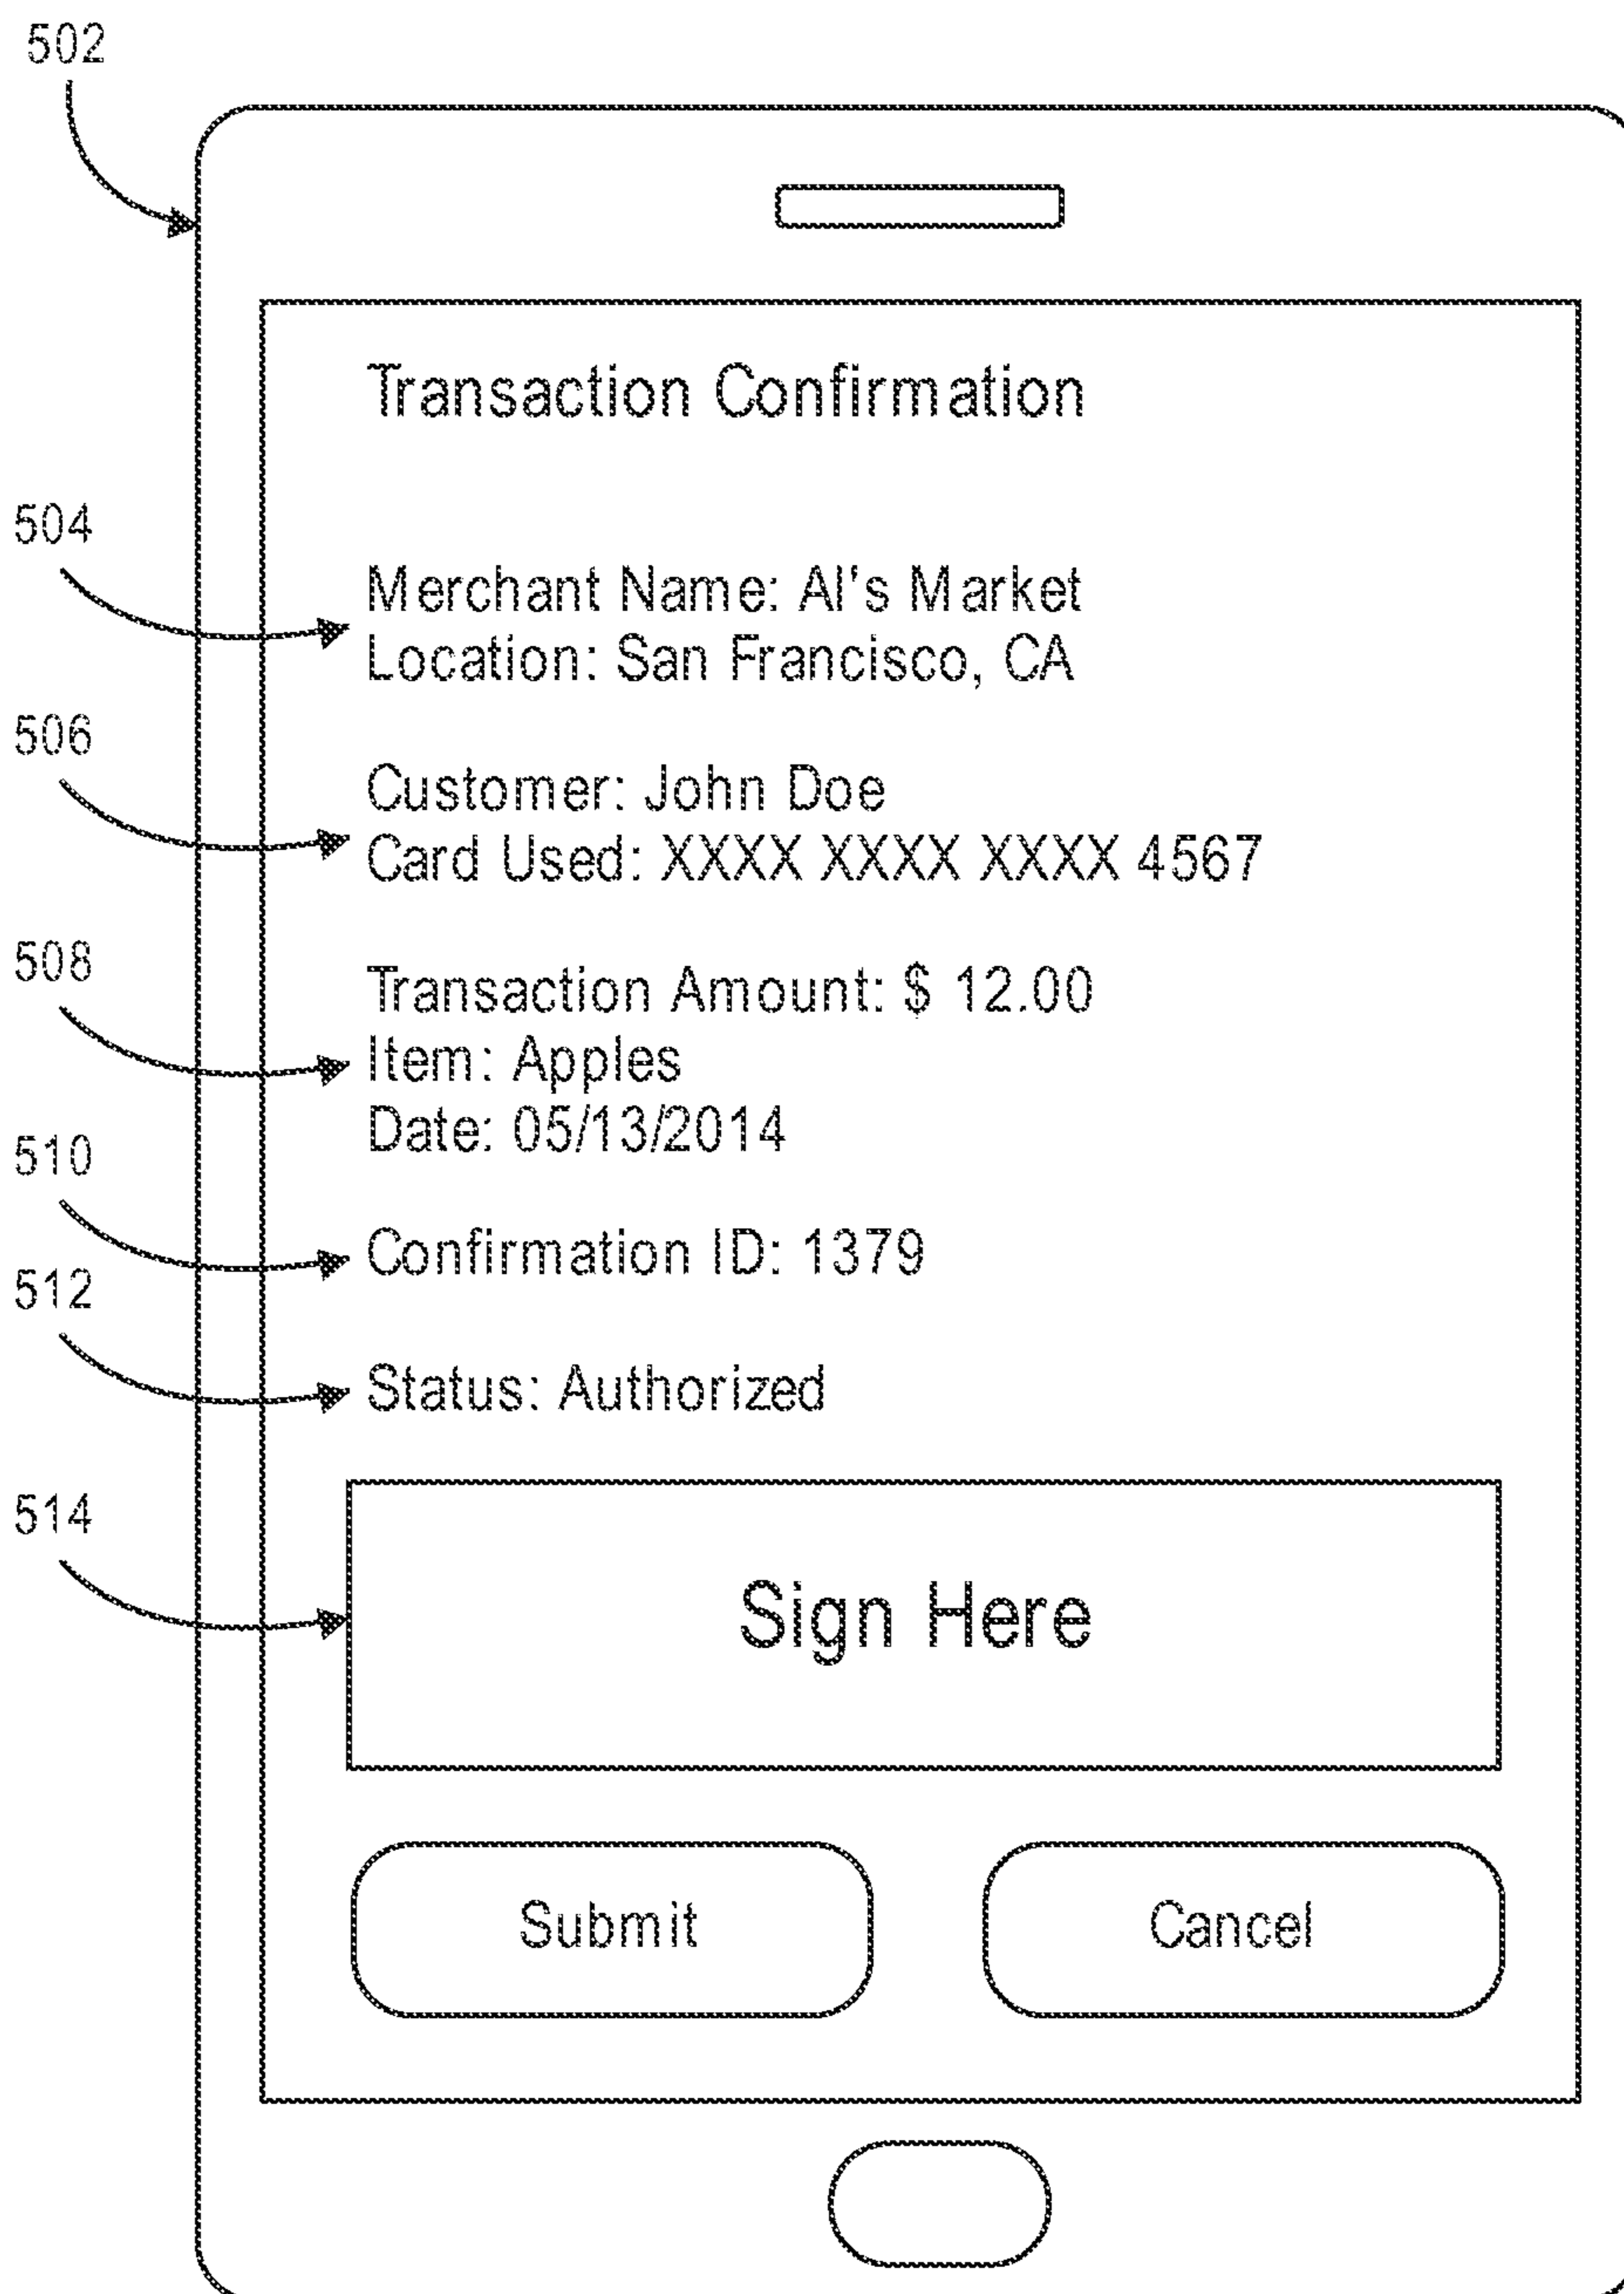 502
Transaction Confirmation
504
Merchant Name: Al's Market
Location: San Francisco, CA
506
Customer: John Doe
Card Used: XXXX XXXX XXXX 4567
508
Transaction Amount: $ 12.00
Item: Apples
Date: 05/13/2014
510
Confirmation ID: 1379
512
Status: Authorized
514
Sign Here
Submit
Cancel